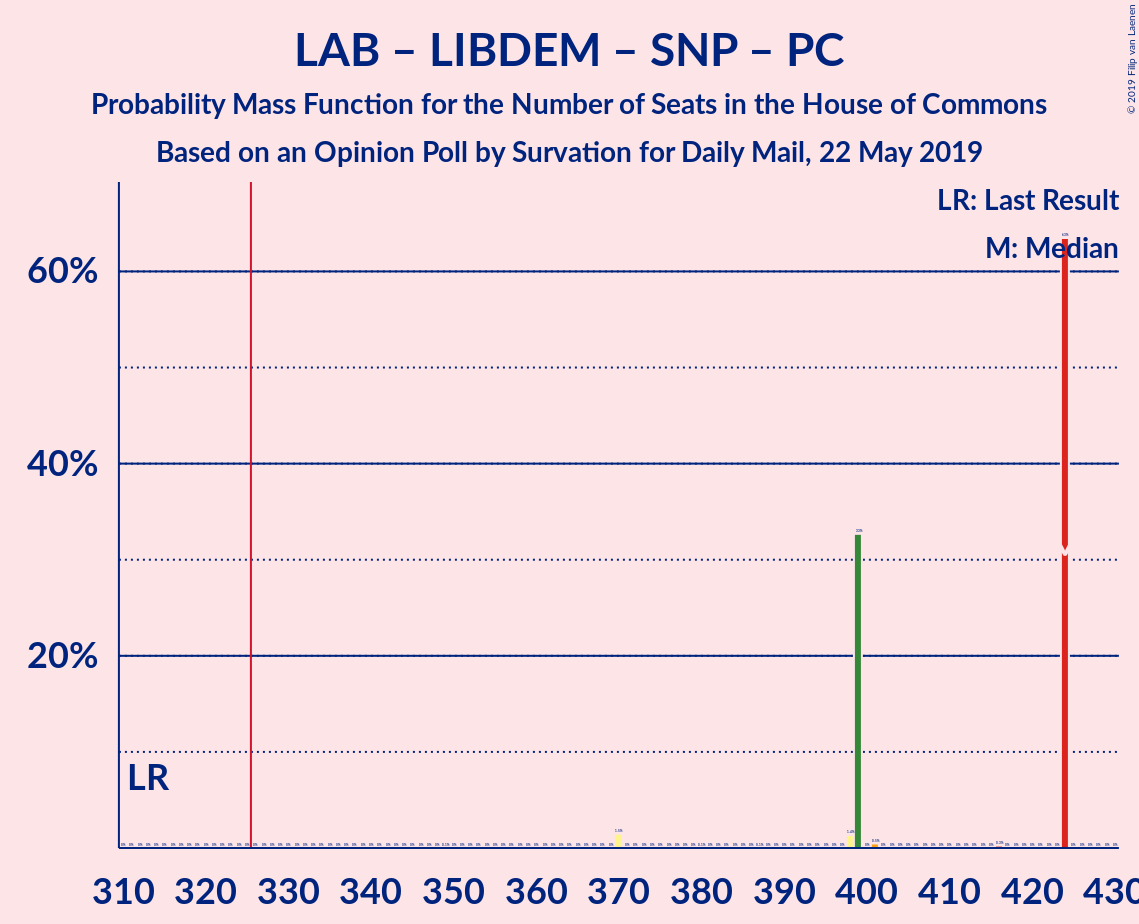 © 2019 Filip van Laenen
LAB – LIBDEM – SNP – PC
Probability Mass Function for the Number of Seats in the House of Commons
Based on an Opinion Poll by Survation for Daily Mail, 22 May 2019
LR: Last Result
M: Median
60%
40%
20%
LR
310 320 330 340 350 360 370 380 390 400 410 420 430